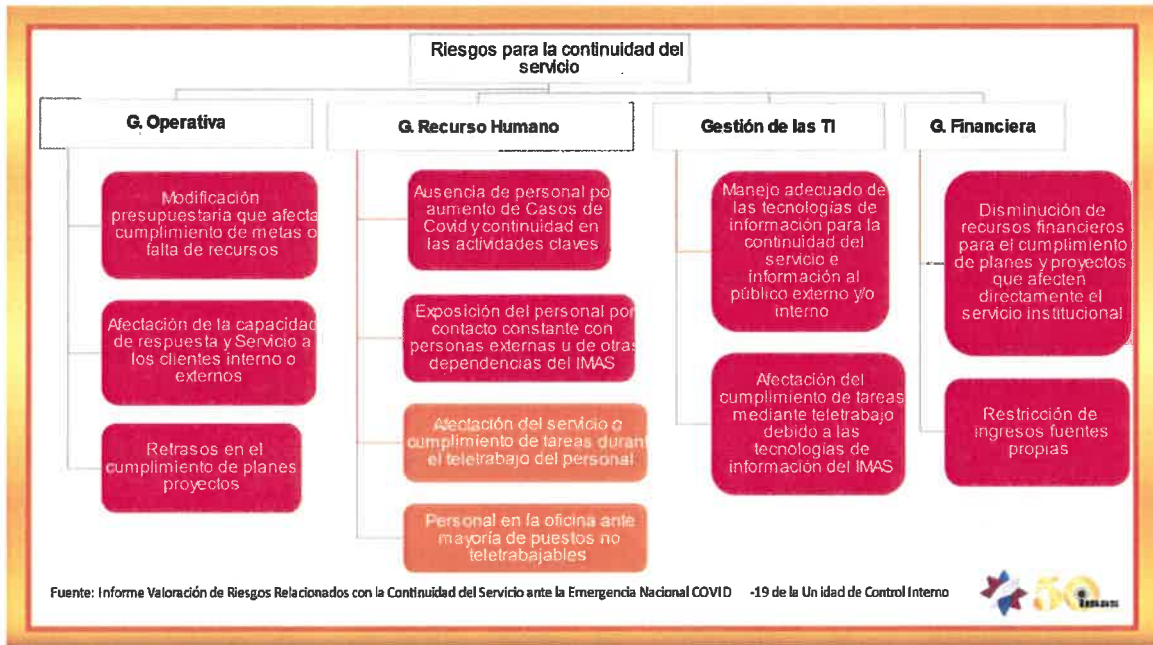 Riesgos para la continuidad del
servicio
G. Operativa
Modificación
presupuestaria que afecta
cumplimiento de metas o
falta de recursos
Afectación de la capacidad
de respuesta y Servicio a
los clientes interno o
externos
Retrasos en el
cumplimiento de planes
proyectos
G. Recurso Humano
Ausencia de personal po
aumento de Casos de
Covid y continuidad en
las actividades claves
Exposición del personal por
contacto constante con
personas externas u de otras
dependencias del IMAS
Afectación del servicio o
cumplimiento de tareas durant
el teletrabajo del personal
Personal en la oficina ante
mayoría de puestos no
teletrabajables
Gestión de las TI
Manejo adecuado de
las tecnologías de
información para la
continuidad del
servicio e
información al
público externo y/o
interno
Afectación del
cumplimiento de tareas
mediante teletrabajo
debido a las
tecnologías de
información del IMAS
G. Financiera
Disminución de
recursos financieros
para el cumplimiento
de planes y proyectos
que afecten
directamente el
servicio institucional
Restricción de
ingresos fuentes
propias
Fuente: Informe Valoración de Riesgos Relacionados con la Continuidad del Servicio ante la Emergencia Nacional COVID -19 de la Unidad de Control Interno
50 imas